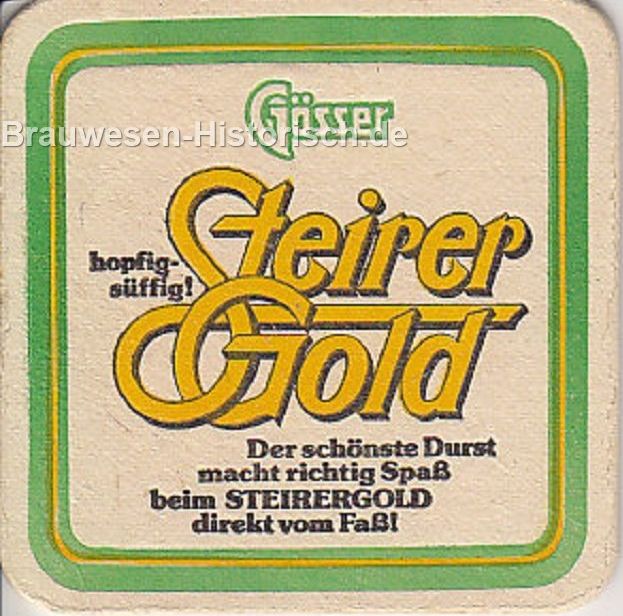 Gösser
Brauwesen-Historisch.de
Steirer
hopfig-
süffig!
Gold
Der schönste Durst
macht richtig Spaß
beim STEIRERGOLD
direkt vom Faß!